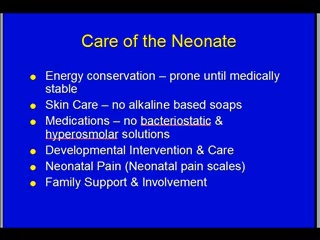 Care of the Neonate
Energy conservation – prone until medically
stable
Skin Care – no alkaline based soaps
Medications – no bacteriostatic &
hyperosmolar solutions
Developmental Intervention & Care
Neonatal Pain (Neonatal pain scales)
Family Support & Involvement